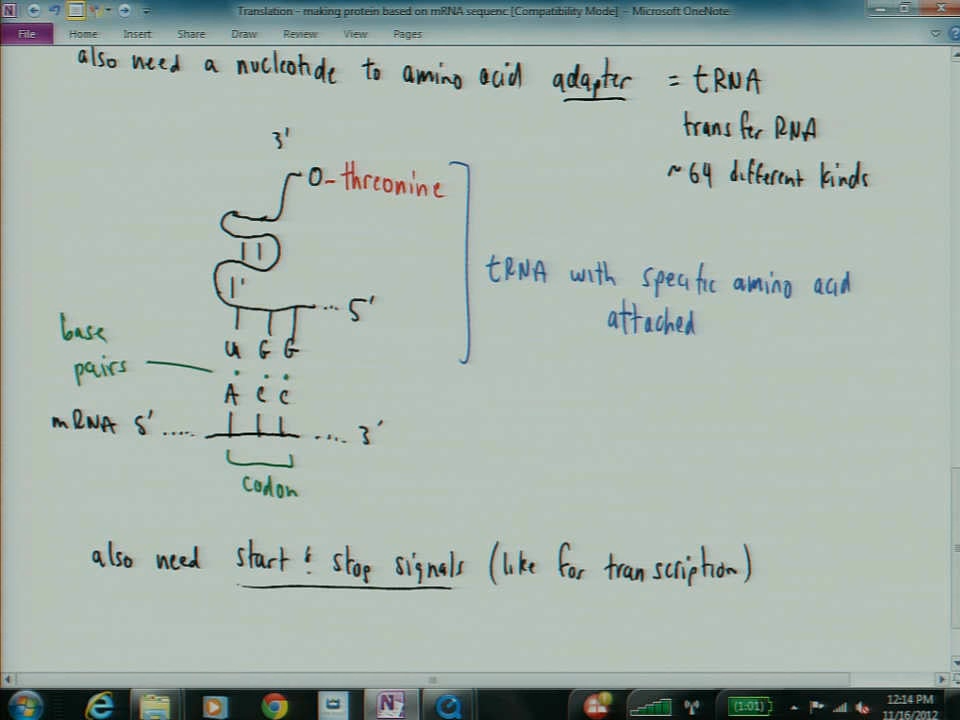 Translation - making protein based on mRNA sequenc [Compatibility Mode] - Microsoft OneNote
File Home Insert Share Draw Review View Pages
also need a nucleotide to amino acid adapter = tRNA
transfer RNA
~64 different kinds
3'
O-threonine
tRNA with specific amino acid
attached
... 5'
base
pairs
U G G
A C C
mRNA 5' ..... .... 3'
codon
also need start & stop signals (like for transcription)
(1:01)
12:14 PM
11/16/2012